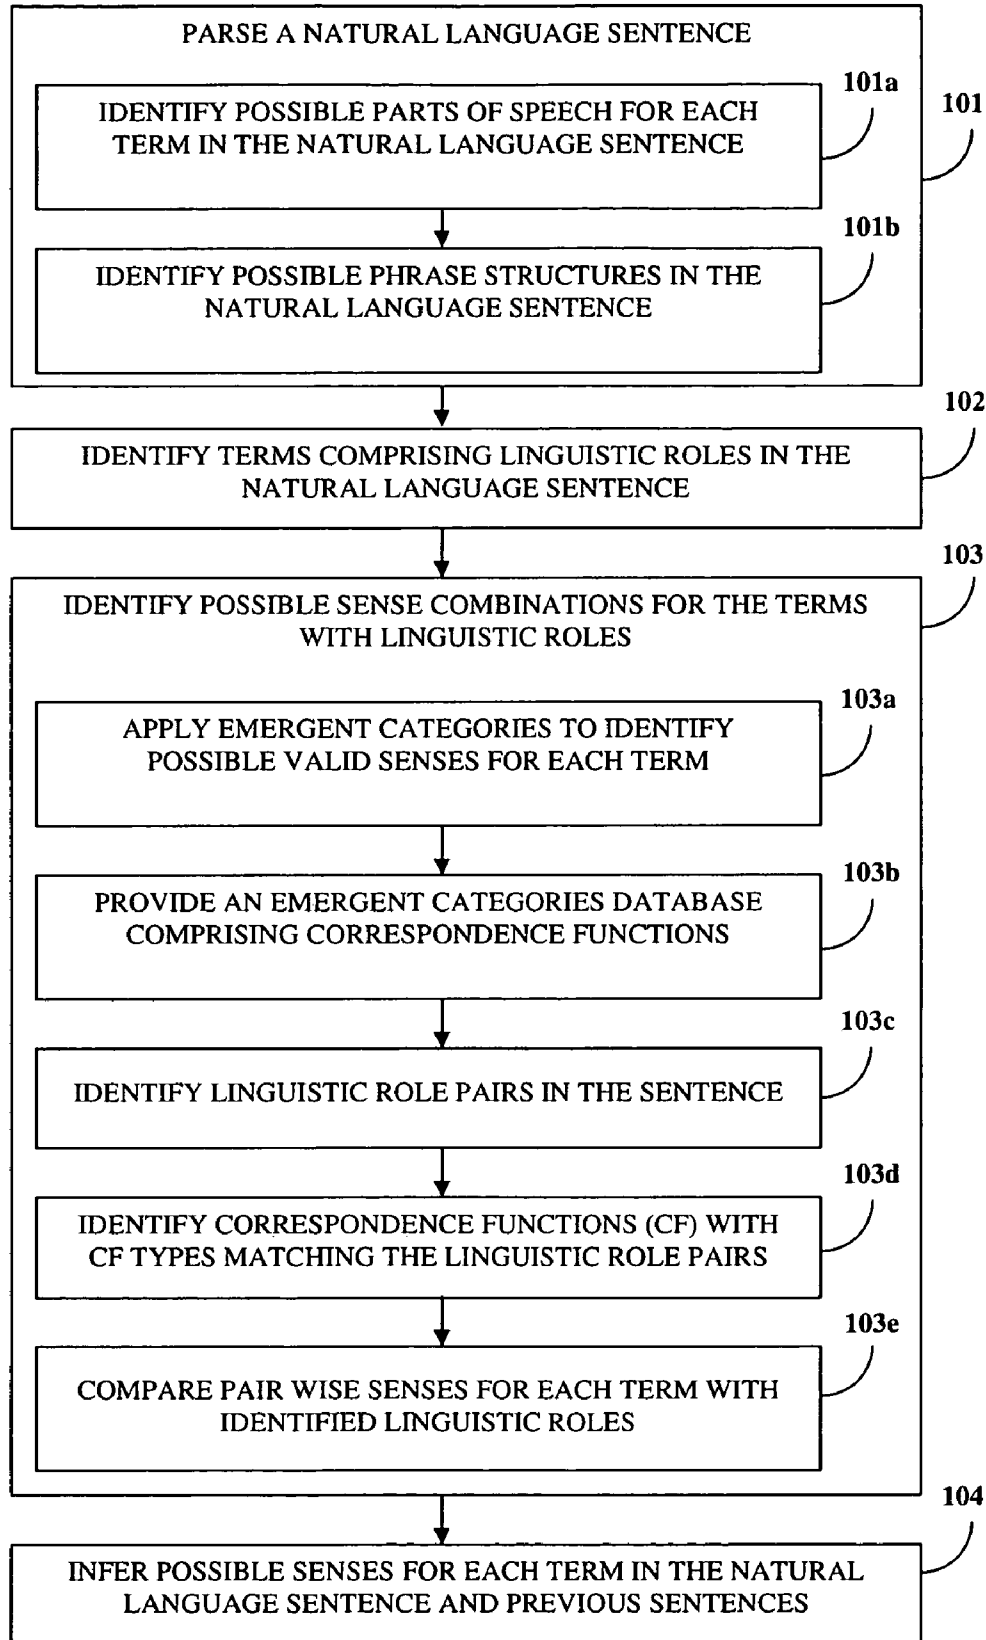 PARSE A NATURAL LANGUAGE SENTENCE
101a
101
IDENTIFY POSSIBLE PARTS OF SPEECH FOR EACH
TERM IN THE NATURAL LANGUAGE SENTENCE
101b
IDENTIFY POSSIBLE PHRASE STRUCTURES IN THE
NATURAL LANGUAGE SENTENCE
102
IDENTIFY TERMS COMPRISING LINGUISTIC ROLES IN THE
NATURAL LANGUAGE SENTENCE
103
IDENTIFY POSSIBLE SENSE COMBINATIONS FOR THE TERMS
WITH LINGUISTIC ROLES
103a
APPLY EMERGENT CATEGORIES TO IDENTIFY
POSSIBLE VALID SENSES FOR EACH TERM
103b
PROVIDE AN EMERGENT CATEGORIES DATABASE
COMPRISING CORRESPONDENCE FUNCTIONS
103c
IDENTIFY LINGUISTIC ROLE PAIRS IN THE SENTENCE
103d
IDENTIFY CORRESPONDENCE FUNCTIONS (CF) WITH
CF TYPES MATCHING THE LINGUISTIC ROLE PAIRS
103e
COMPARE PAIR WISE SENSES FOR EACH TERM WITH
IDENTIFIED LINGUISTIC ROLES
104
INFER POSSIBLE SENSES FOR EACH TERM IN THE NATURAL
LANGUAGE SENTENCE AND PREVIOUS SENTENCES